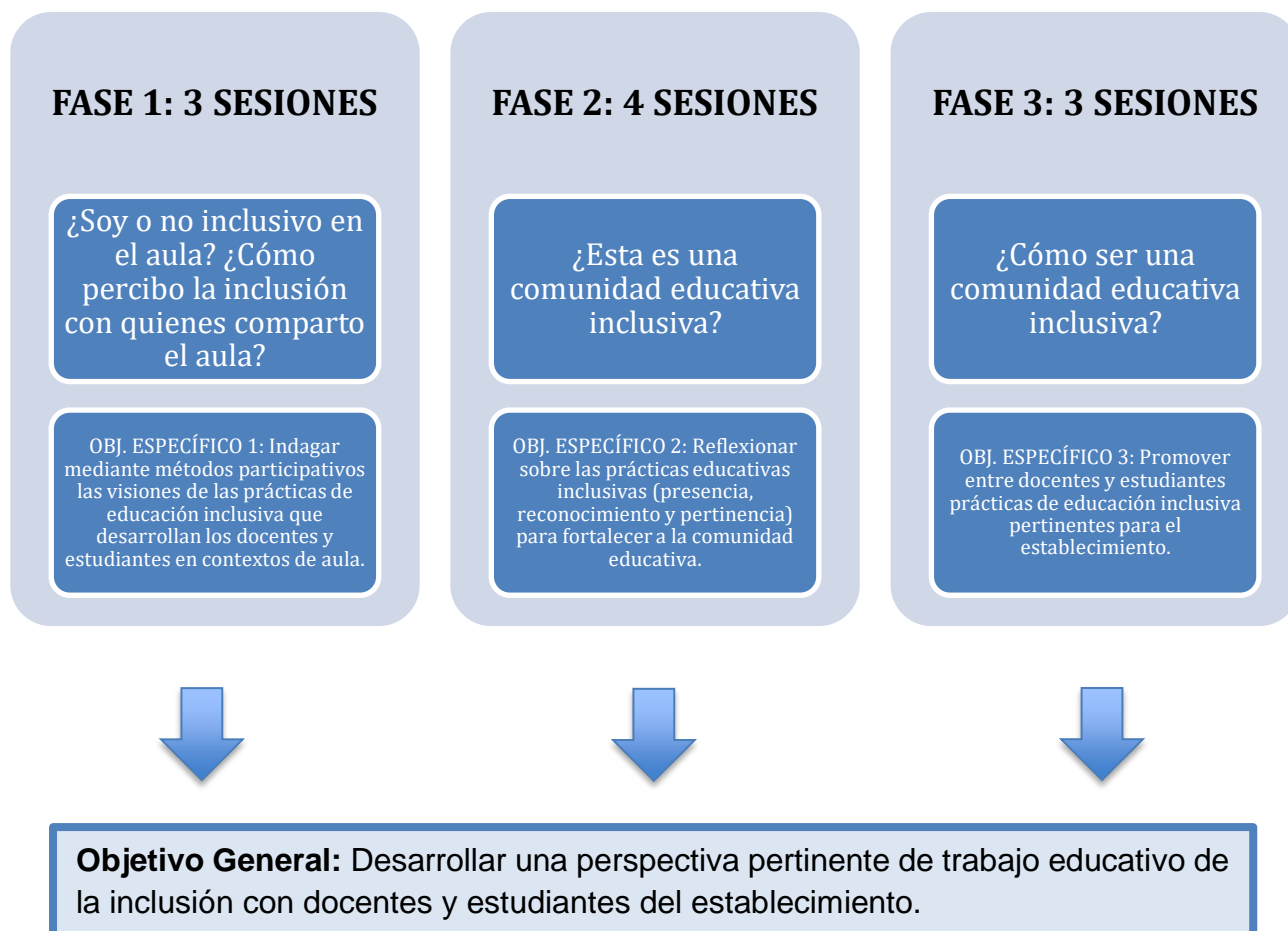 FASE 1: 3 SESIONES
¿Soy o no inclusivo en
el aula? ¿Cómo
percibo la inclusión
con quienes comparto
el aula?
OBJ. ESPECÍFICO 1: Indagar
mediante métodos participativos
las visiones de las prácticas de
educación inclusiva que
desarrollan los docentes y
estudiantes en contextos de aula.
FASE 2: 4 SESIONES
¿Esta es una
comunidad educativa
inclusiva?
OBJ. ESPECÍFICO 2: Reflexionar
sobre las prácticas educativas
inclusivas (presencia,
reconocimiento y pertinencia)
para fortalecer a la comunidad
educativa.
FASE 3: 3 SESIONES
¿Cómo ser una
comunidad educativa
inclusiva?
OBJ. ESPECÍFICO 3: Promover
entre docentes y estudiantes
prácticas de educación inclusiva
pertinentes para el
establecimiento.
Objetivo General: Desarrollar una perspectiva pertinente de trabajo educativo de
la inclusión con docentes y estudiantes del establecimiento.